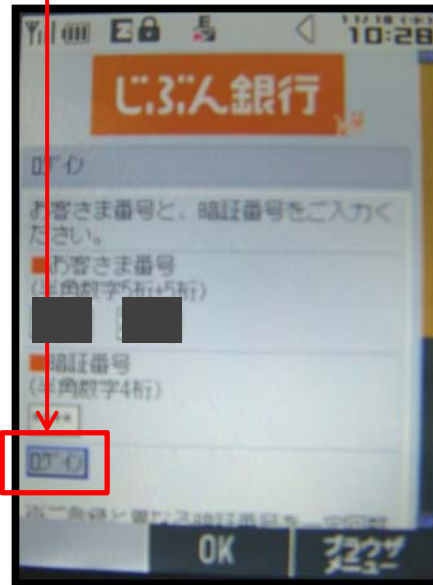 11/18(水)
10:28
じぶん銀行
ログイン
お客さま番号と、暗証番号をご入力く
ださい。
■お客さま番号
(半角数字5桁+5桁)
■暗証番号
(半角数字4桁)
****
ログイン
OK
ブラウザ
メニュー